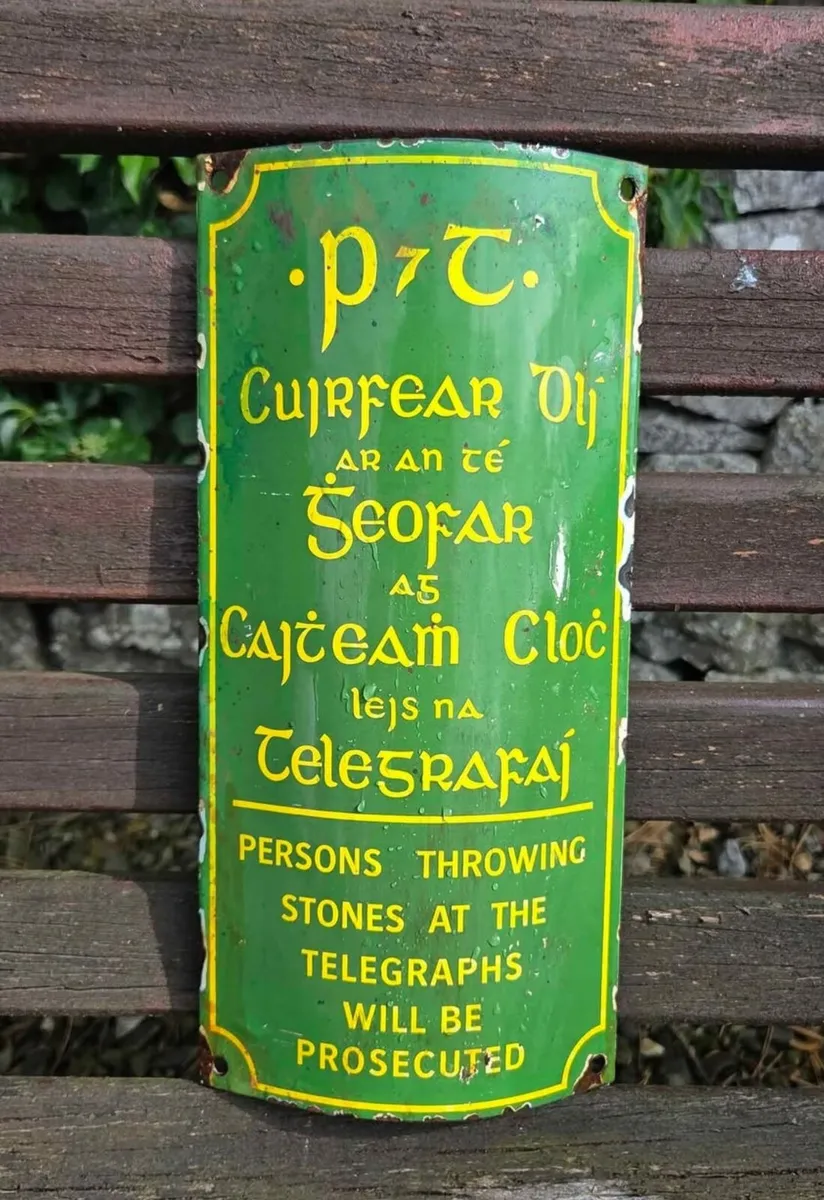 ·p⁊T·
Cuirfear Dlí
ar an té
Ġeofar
ag
Caiṫeaṁ Cloċ
leis na
Telegrafaí
PERSONS THROWING
STONES AT THE
TELEGRAPHS
WILL BE
PROSECUTED